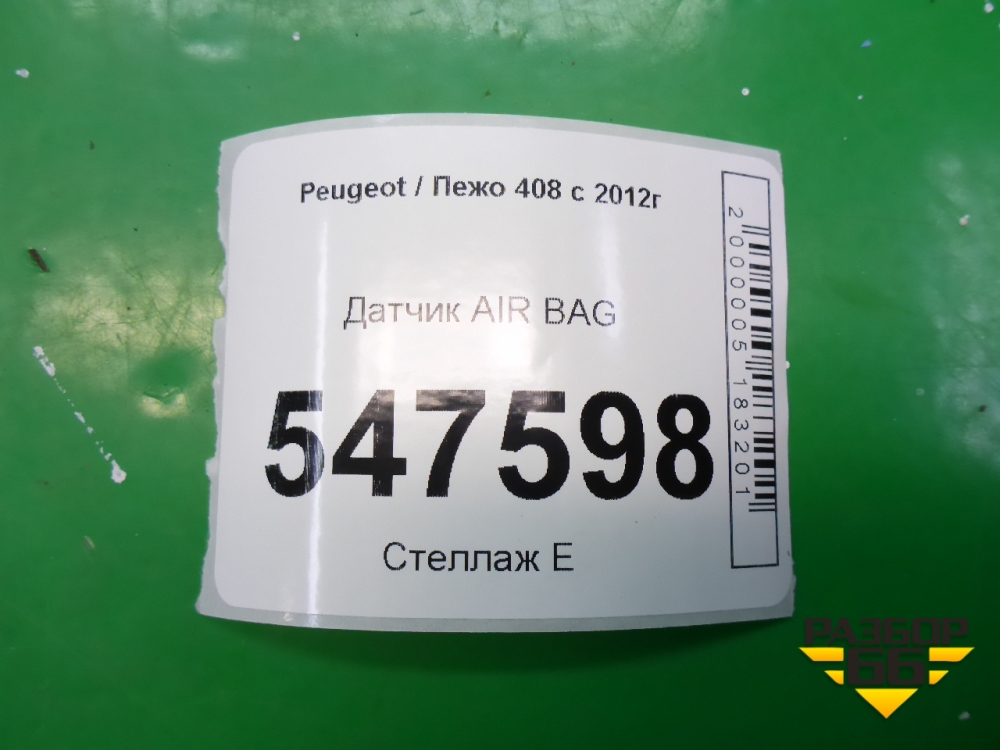 Peugeot / Пежо 408 с 2012г
Датчик AIR BAG
547598
Стеллаж Е
2000005183201
РАЗБОР
66